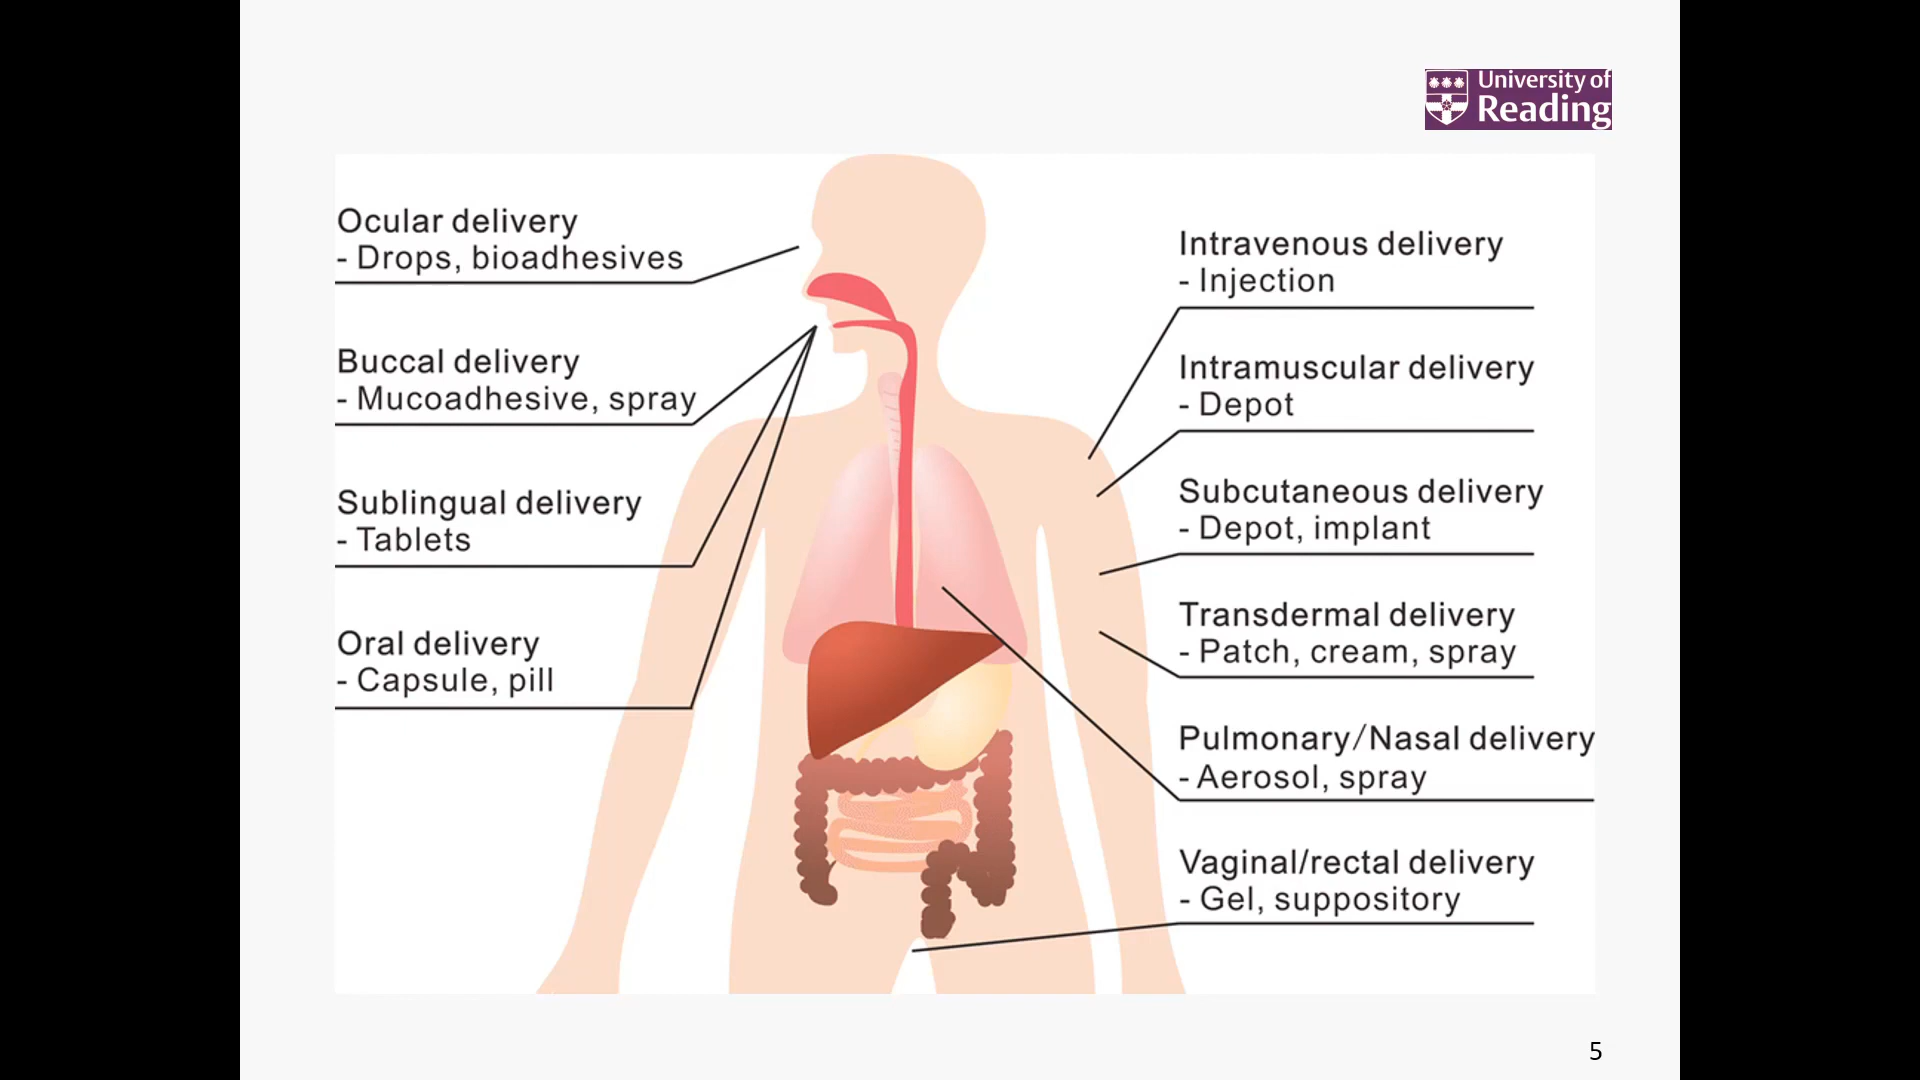 University of
Reading
Ocular delivery
- Drops, bioadhesives
Buccal delivery
- Mucoadhesive, spray
Sublingual delivery
- Tablets
Oral delivery
- Capsule, pill
Intravenous delivery
- Injection
Intramuscular delivery
- Depot
Subcutaneous delivery
- Depot, implant
Transdermal delivery
- Patch, cream, spray
Pulmonary/Nasal delivery
- Aerosol, spray
Vaginal/rectal delivery
- Gel, suppository
5